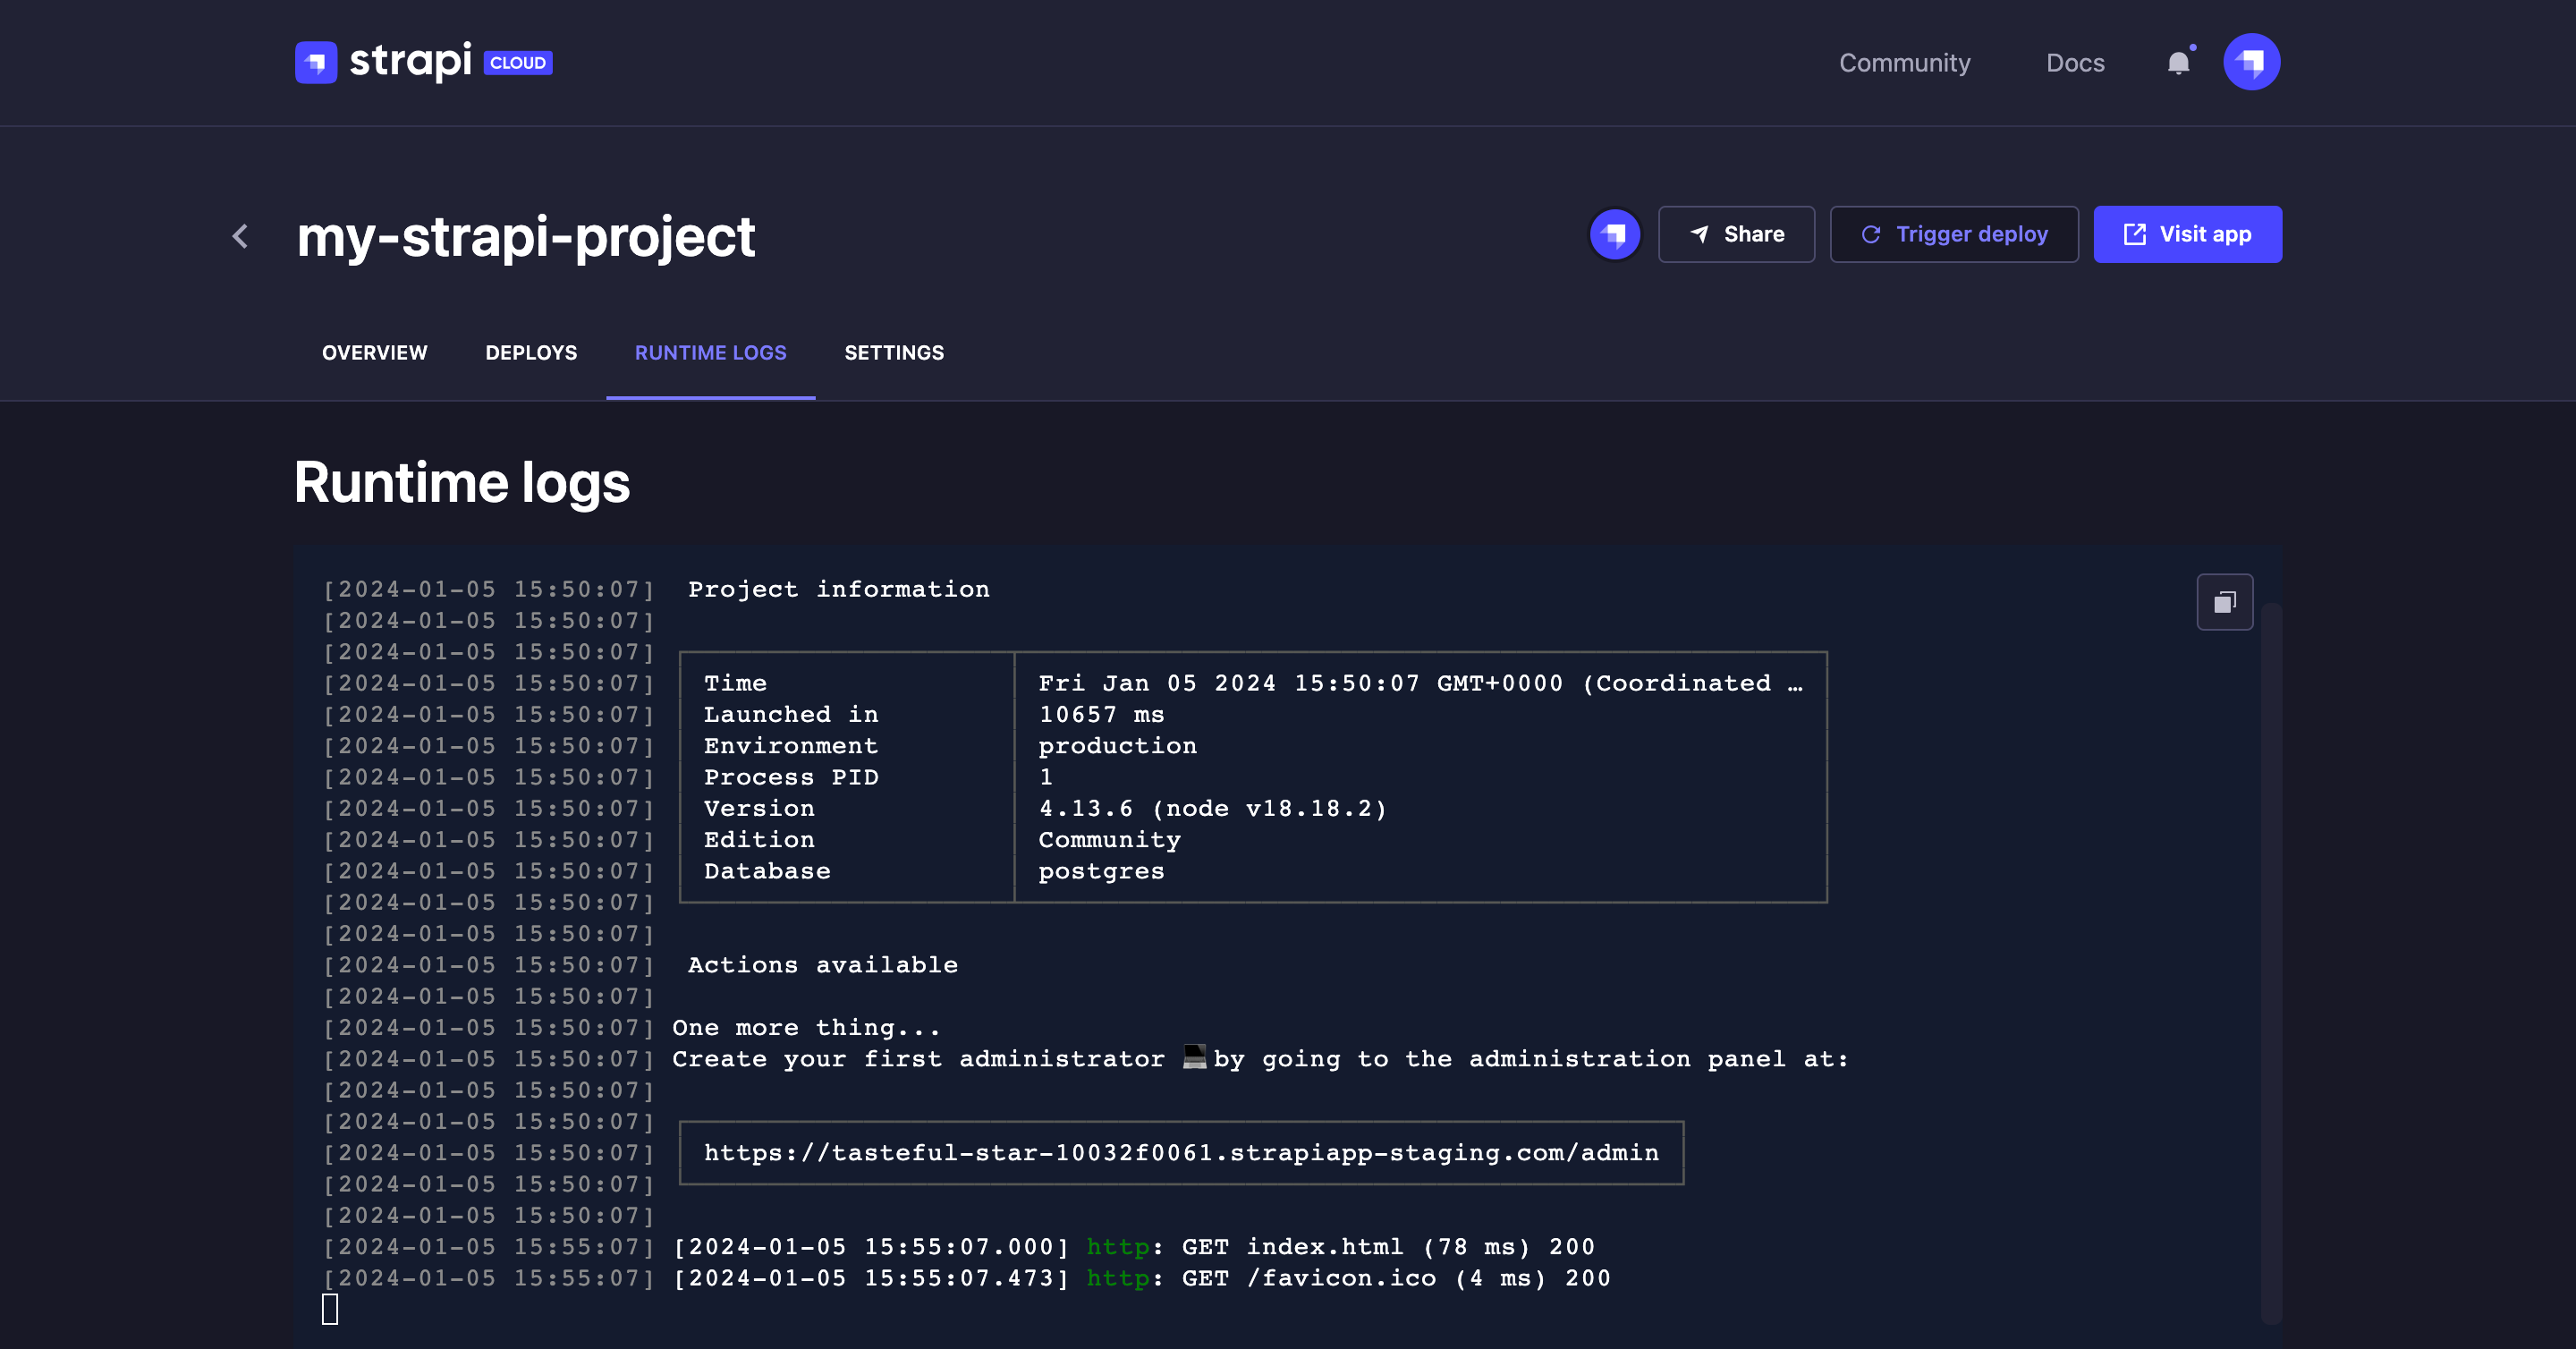 strapi CLOUD
Community
Docs
my-strapi-project
Share
Trigger deploy
Visit app
OVERVIEW
DEPLOYS
RUNTIME LOGS
SETTINGS
Runtime logs
[2024-01-05 15:50:07] Project information
[2024-01-05 15:50:07]
[2024-01-05 15:50:07]
[2024-01-05 15:50:07] Time Fri Jan 05 2024 15:50:07 GMT+0000 (Coordinated …
[2024-01-05 15:50:07] Launched in 10657 ms
[2024-01-05 15:50:07] Environment production
[2024-01-05 15:50:07] Process PID 1
[2024-01-05 15:50:07] Version 4.13.6 (node v18.18.2)
[2024-01-05 15:50:07] Edition Community
[2024-01-05 15:50:07] Database postgres
[2024-01-05 15:50:07]
[2024-01-05 15:50:07]
[2024-01-05 15:50:07] Actions available
[2024-01-05 15:50:07]
[2024-01-05 15:50:07] One more thing...
[2024-01-05 15:50:07] Create your first administrator 💻 by going to the administration panel at:
[2024-01-05 15:50:07]
[2024-01-05 15:50:07]
[2024-01-05 15:50:07] https://tasteful-star-10032f0061.strapiapp-staging.com/admin
[2024-01-05 15:50:07]
[2024-01-05 15:50:07]
[2024-01-05 15:55:07] [2024-01-05 15:55:07.000] http: GET index.html (78 ms) 200
[2024-01-05 15:55:07] [2024-01-05 15:55:07.473] http: GET /favicon.ico (4 ms) 200